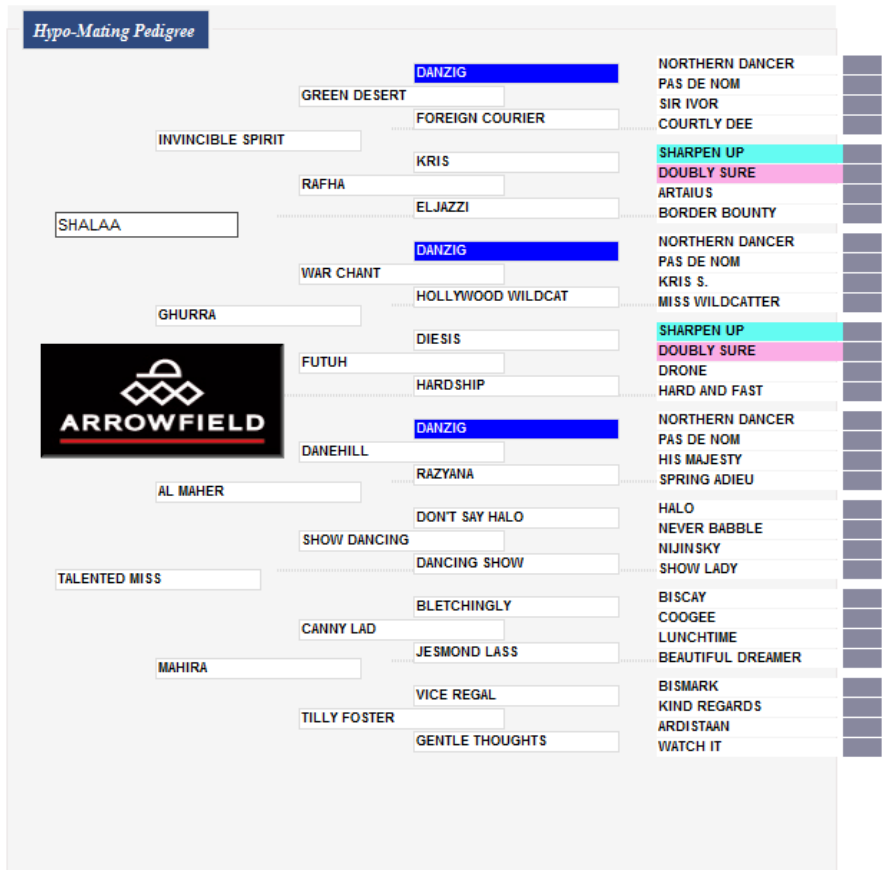 Hypo-Mating Pedigree
NORTHERN DANCER
DANZIG
PAS DE NOM
GREEN DESERT
SIR IVOR
FOREIGN COURIER
COURTLY DEE
INVINCIBLE SPIRIT
SHARPEN UP
KRIS
DOUBLY SURE
RAFHA
ARTAIUS
ELJAZZI
BORDER BOUNTY
SHALAA
NORTHERN DANCER
DANZIG
PAS DE NOM
WAR CHANT
KRIS S.
HOLLYWOOD WILDCAT
MISS WILDCATTER
GHURRA
SHARPEN UP
DIESIS
DOUBLY SURE
FUTUH
DRONE
HARDSHIP
HARD AND FAST
ARROWFIELD
NORTHERN DANCER
DANZIG
PAS DE NOM
DANEHILL
HIS MAJESTY
RAZYANA
SPRING ADIEU
AL MAHER
HALO
DON'T SAY HALO
NEVER BABBLE
SHOW DANCING
NIJINSKY
DANCING SHOW
SHOW LADY
TALENTED MISS
BISCAY
BLETCHINGLY
COOGEE
CANNY LAD
LUNCHTIME
JESMOND LASS
BEAUTIFUL DREAMER
MAHIRA
BISMARK
VICE REGAL
KIND REGARDS
TILLY FOSTER
ARDISTAAN
GENTLE THOUGHTS
WATCH IT